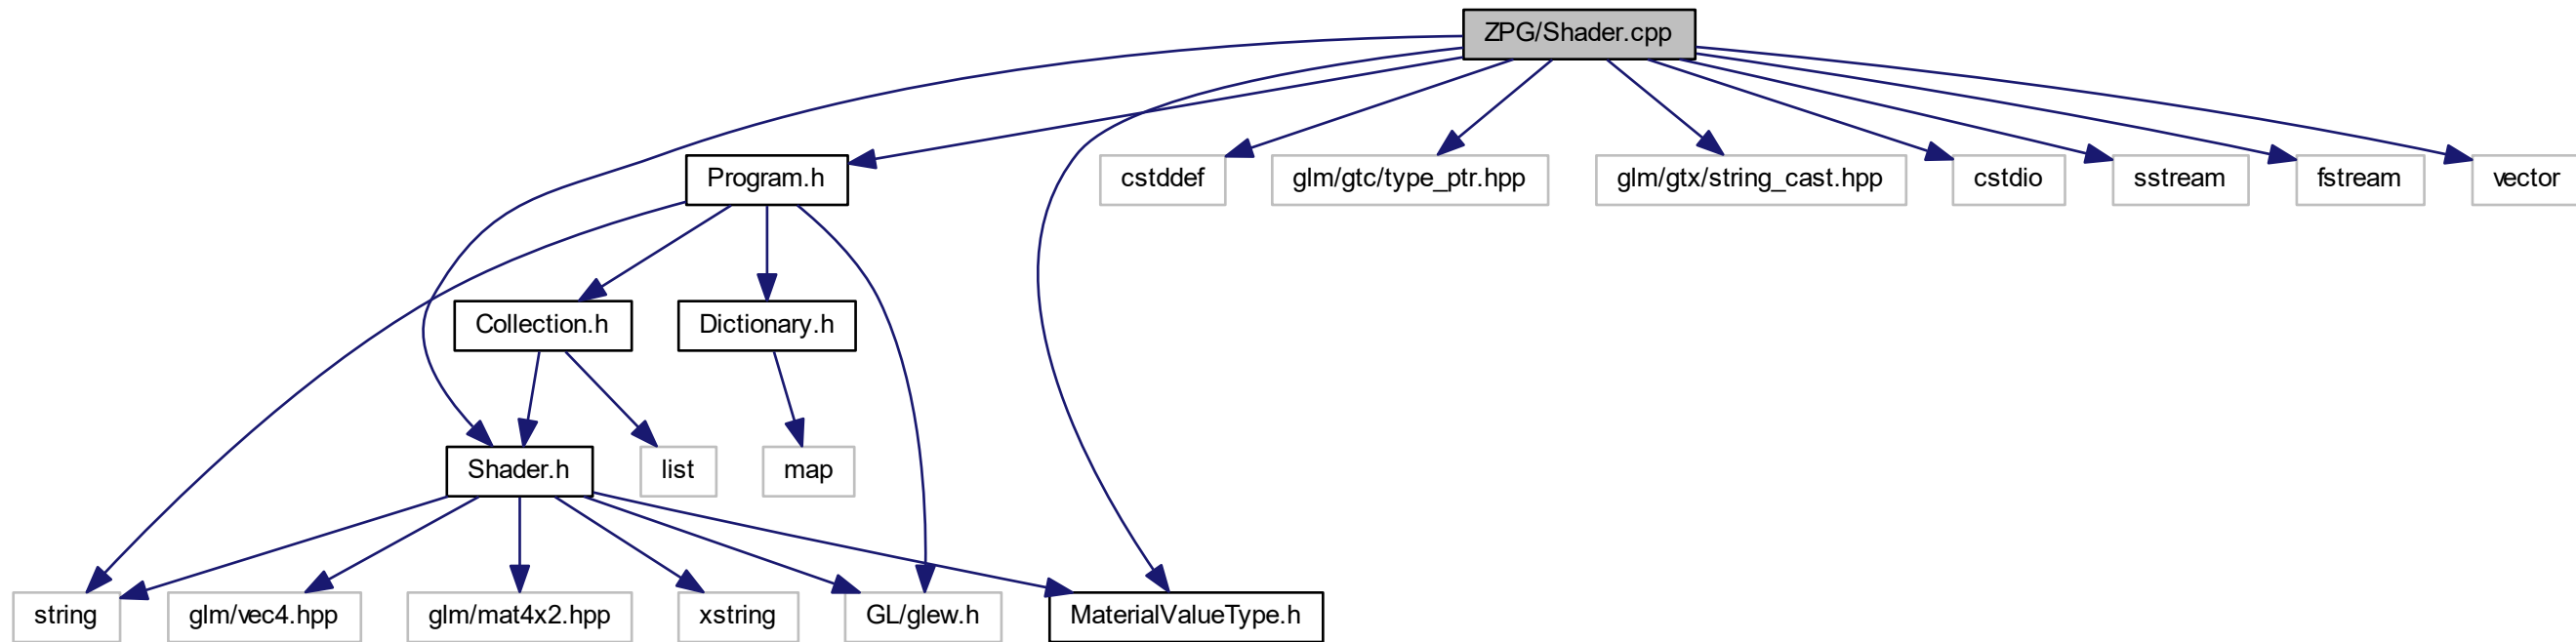 ZPG/Shader.cpp
Program.h
cstddef
glm/gtc/type_ptr.hpp
glm/gtx/string_cast.hpp
cstdio
sstream
fstream
vector
Collection.h
Dictionary.h
Shader.h
list
map
string
glm/vec4.hpp
glm/mat4x2.hpp
xstring
GL/glew.h
MaterialValueType.h